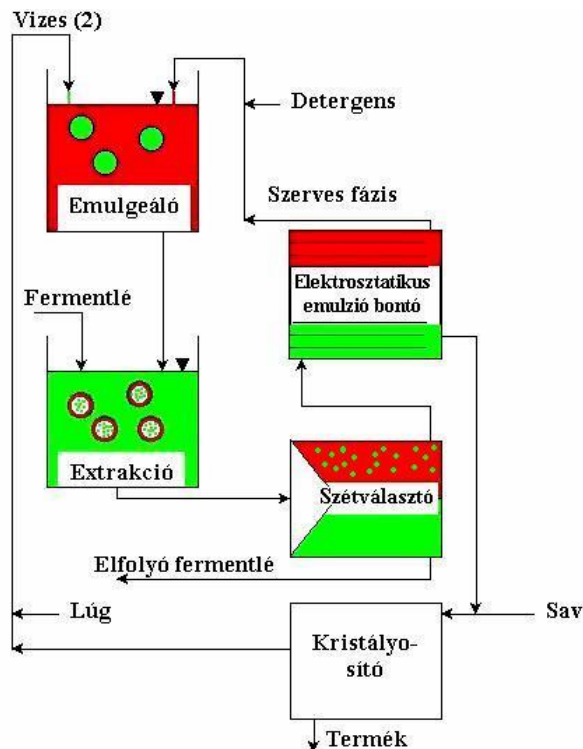 Vizes (2)
Detergens
Emulgeáló
Szerves fázis
Elektrosztatikus
emulzió bontó
Fermentlé
Extrakció
Szétválasztó
Elfolyó fermentlé
Lúg
Sav
Kristályo-
sító
Termék